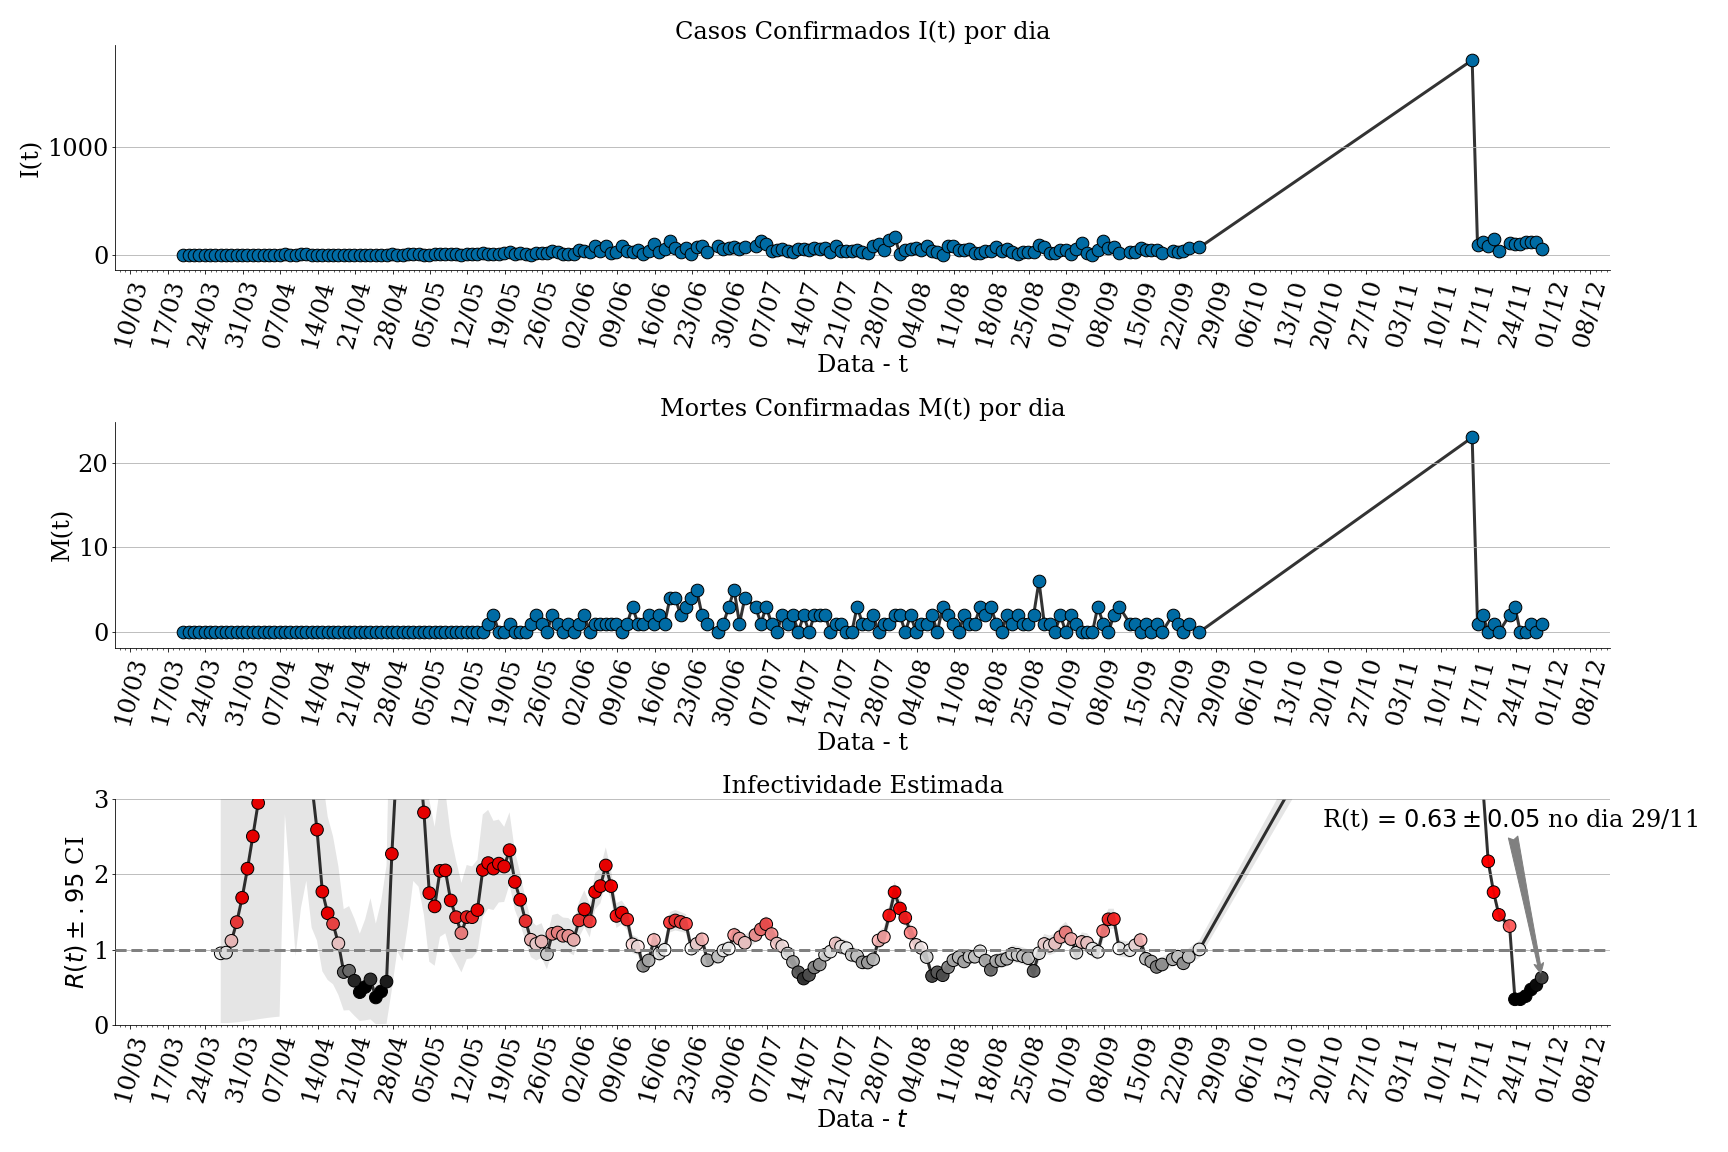 Casos Confirmados I(t) por dia
I(t)
1000
0
10/03 17/03 24/03 31/03 07/04 14/04 21/04 28/04 05/05 12/05 19/05 26/05 02/06 09/06 16/06 23/06 30/06 07/07 14/07 21/07 28/07 04/08 11/08 18/08 25/08 01/09 08/09 15/09 22/09 29/09 06/10 13/10 20/10 27/10 03/11 10/11 17/11 24/11 01/12 08/12
Data - t
Mortes Confirmadas M(t) por dia
M(t)
20
10
0
10/03 17/03 24/03 31/03 07/04 14/04 21/04 28/04 05/05 12/05 19/05 26/05 02/06 09/06 16/06 23/06 30/06 07/07 14/07 21/07 28/07 04/08 11/08 18/08 25/08 01/09 08/09 15/09 22/09 29/09 06/10 13/10 20/10 27/10 03/11 10/11 17/11 24/11 01/12 08/12
Data - t
Infectividade Estimada
R(t) ± .95 CI
3
R(t) = 0.63 ± 0.05 no dia 29/11
2
1
0
10/03 17/03 24/03 31/03 07/04 14/04 21/04 28/04 05/05 12/05 19/05 26/05 02/06 09/06 16/06 23/06 30/06 07/07 14/07 21/07 28/07 04/08 11/08 18/08 25/08 01/09 08/09 15/09 22/09 29/09 06/10 13/10 20/10 27/10 03/11 10/11 17/11 24/11 01/12 08/12
Data - t